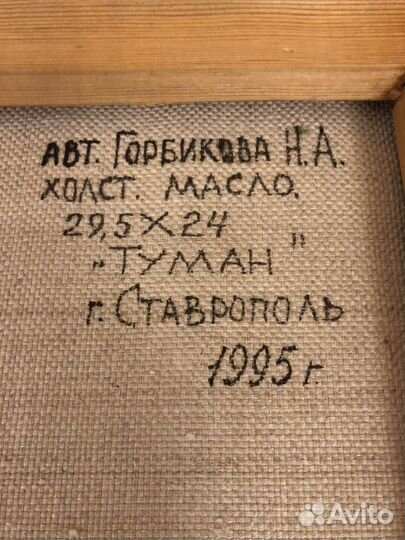 АВТ. ГОРБИКОВА Н.А.
ХОЛСТ. МАСЛО.
29,5 X 24
„ТУМАН"
г. СТАВРОПОЛЬ
1995 г
Avito